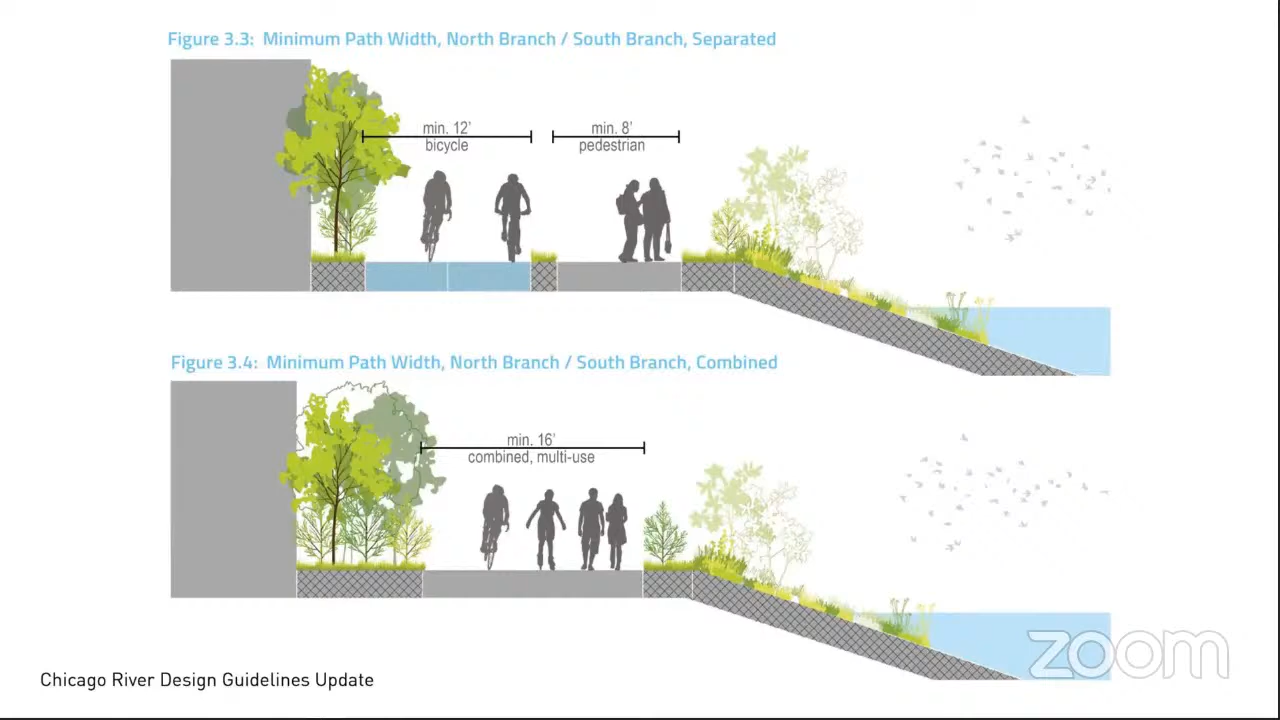 Figure 3.3: Minimum Path Width, North Branch / South Branch, Separated
min. 12'
bicycle
min. 8'
pedestrian
Figure 3.4: Minimum Path Width, North Branch / South Branch, Combined
min. 16'
combined, multi-use
zoom
Chicago River Design Guidelines Update